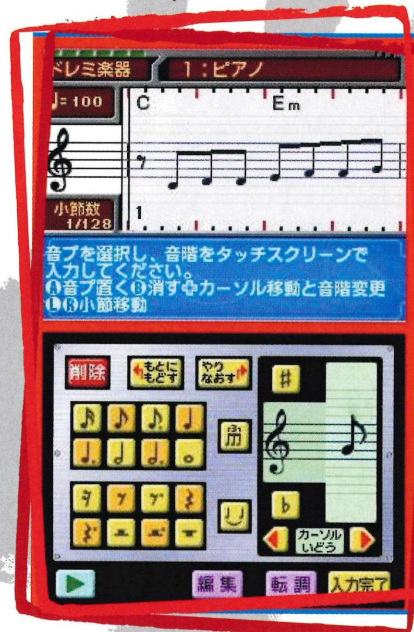 ドレミ楽器
1:ピアノ
♩=100
C
Em
小節数
1/128
1
音プを選択し、音階をタッチスクリーンで
入力してください。
Ⓐ音プ置くⒷ消す✚カーソル移動と音階変更
ⓁⓇ小節移動
削除
もとに
もどす
やり
なおす
♯
3
♭
カーソル
いどう
編集
転調
入力完了